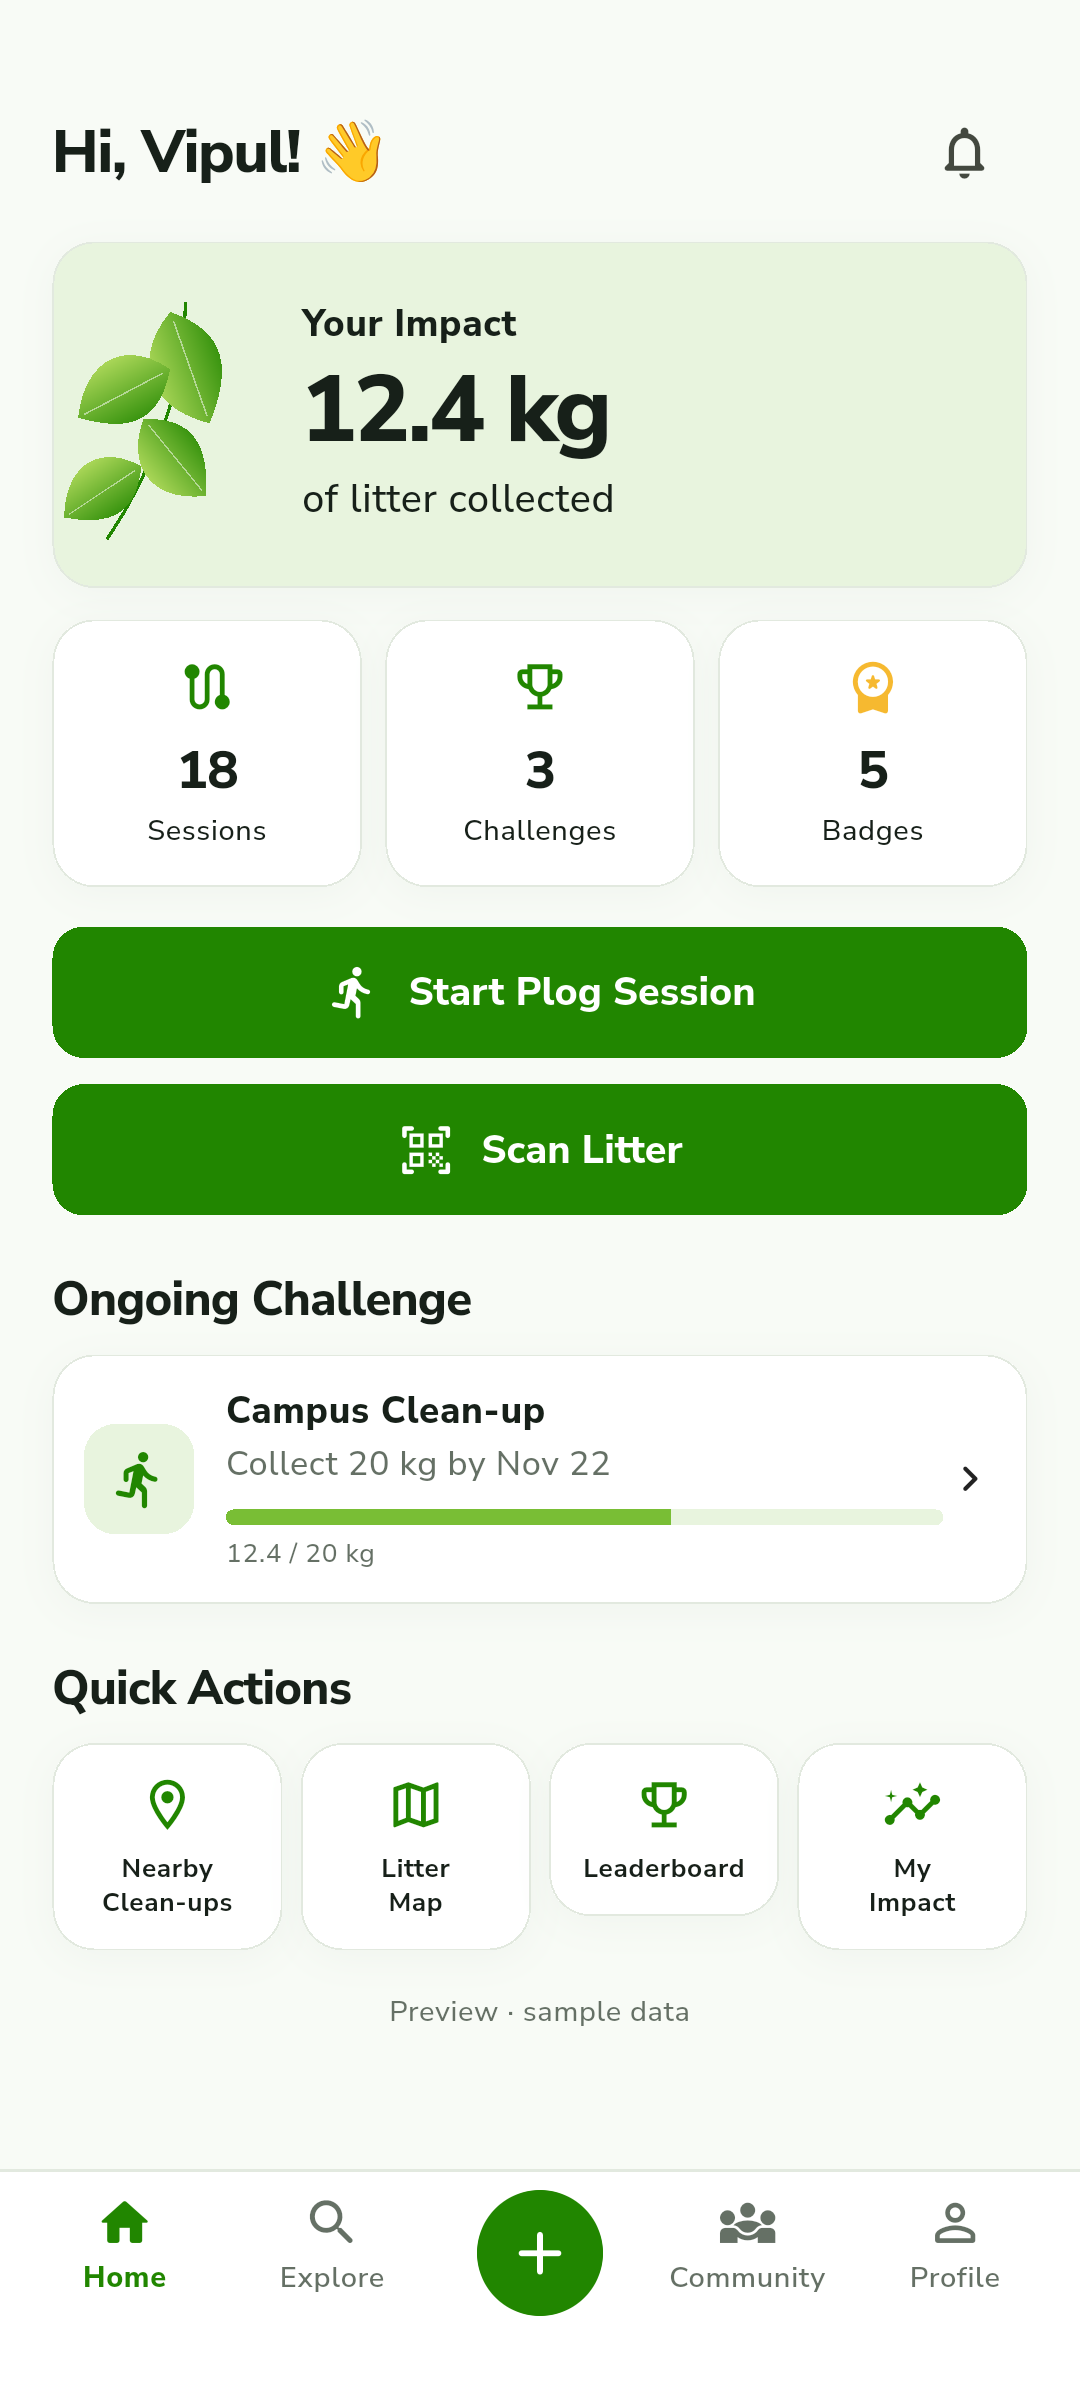 Hi, Vipul! 👋
Your Impact
12.4 kg
of litter collected
18
Sessions
3
Challenges
5
Badges
Start Plog Session
Scan Litter
Ongoing Challenge
Campus Clean-up
Collect 20 kg by Nov 22
12.4 / 20 kg
Quick Actions
Nearby
Clean-ups
Litter
Map
Leaderboard
My
Impact
Preview · sample data
Home
Explore
Community
Profile